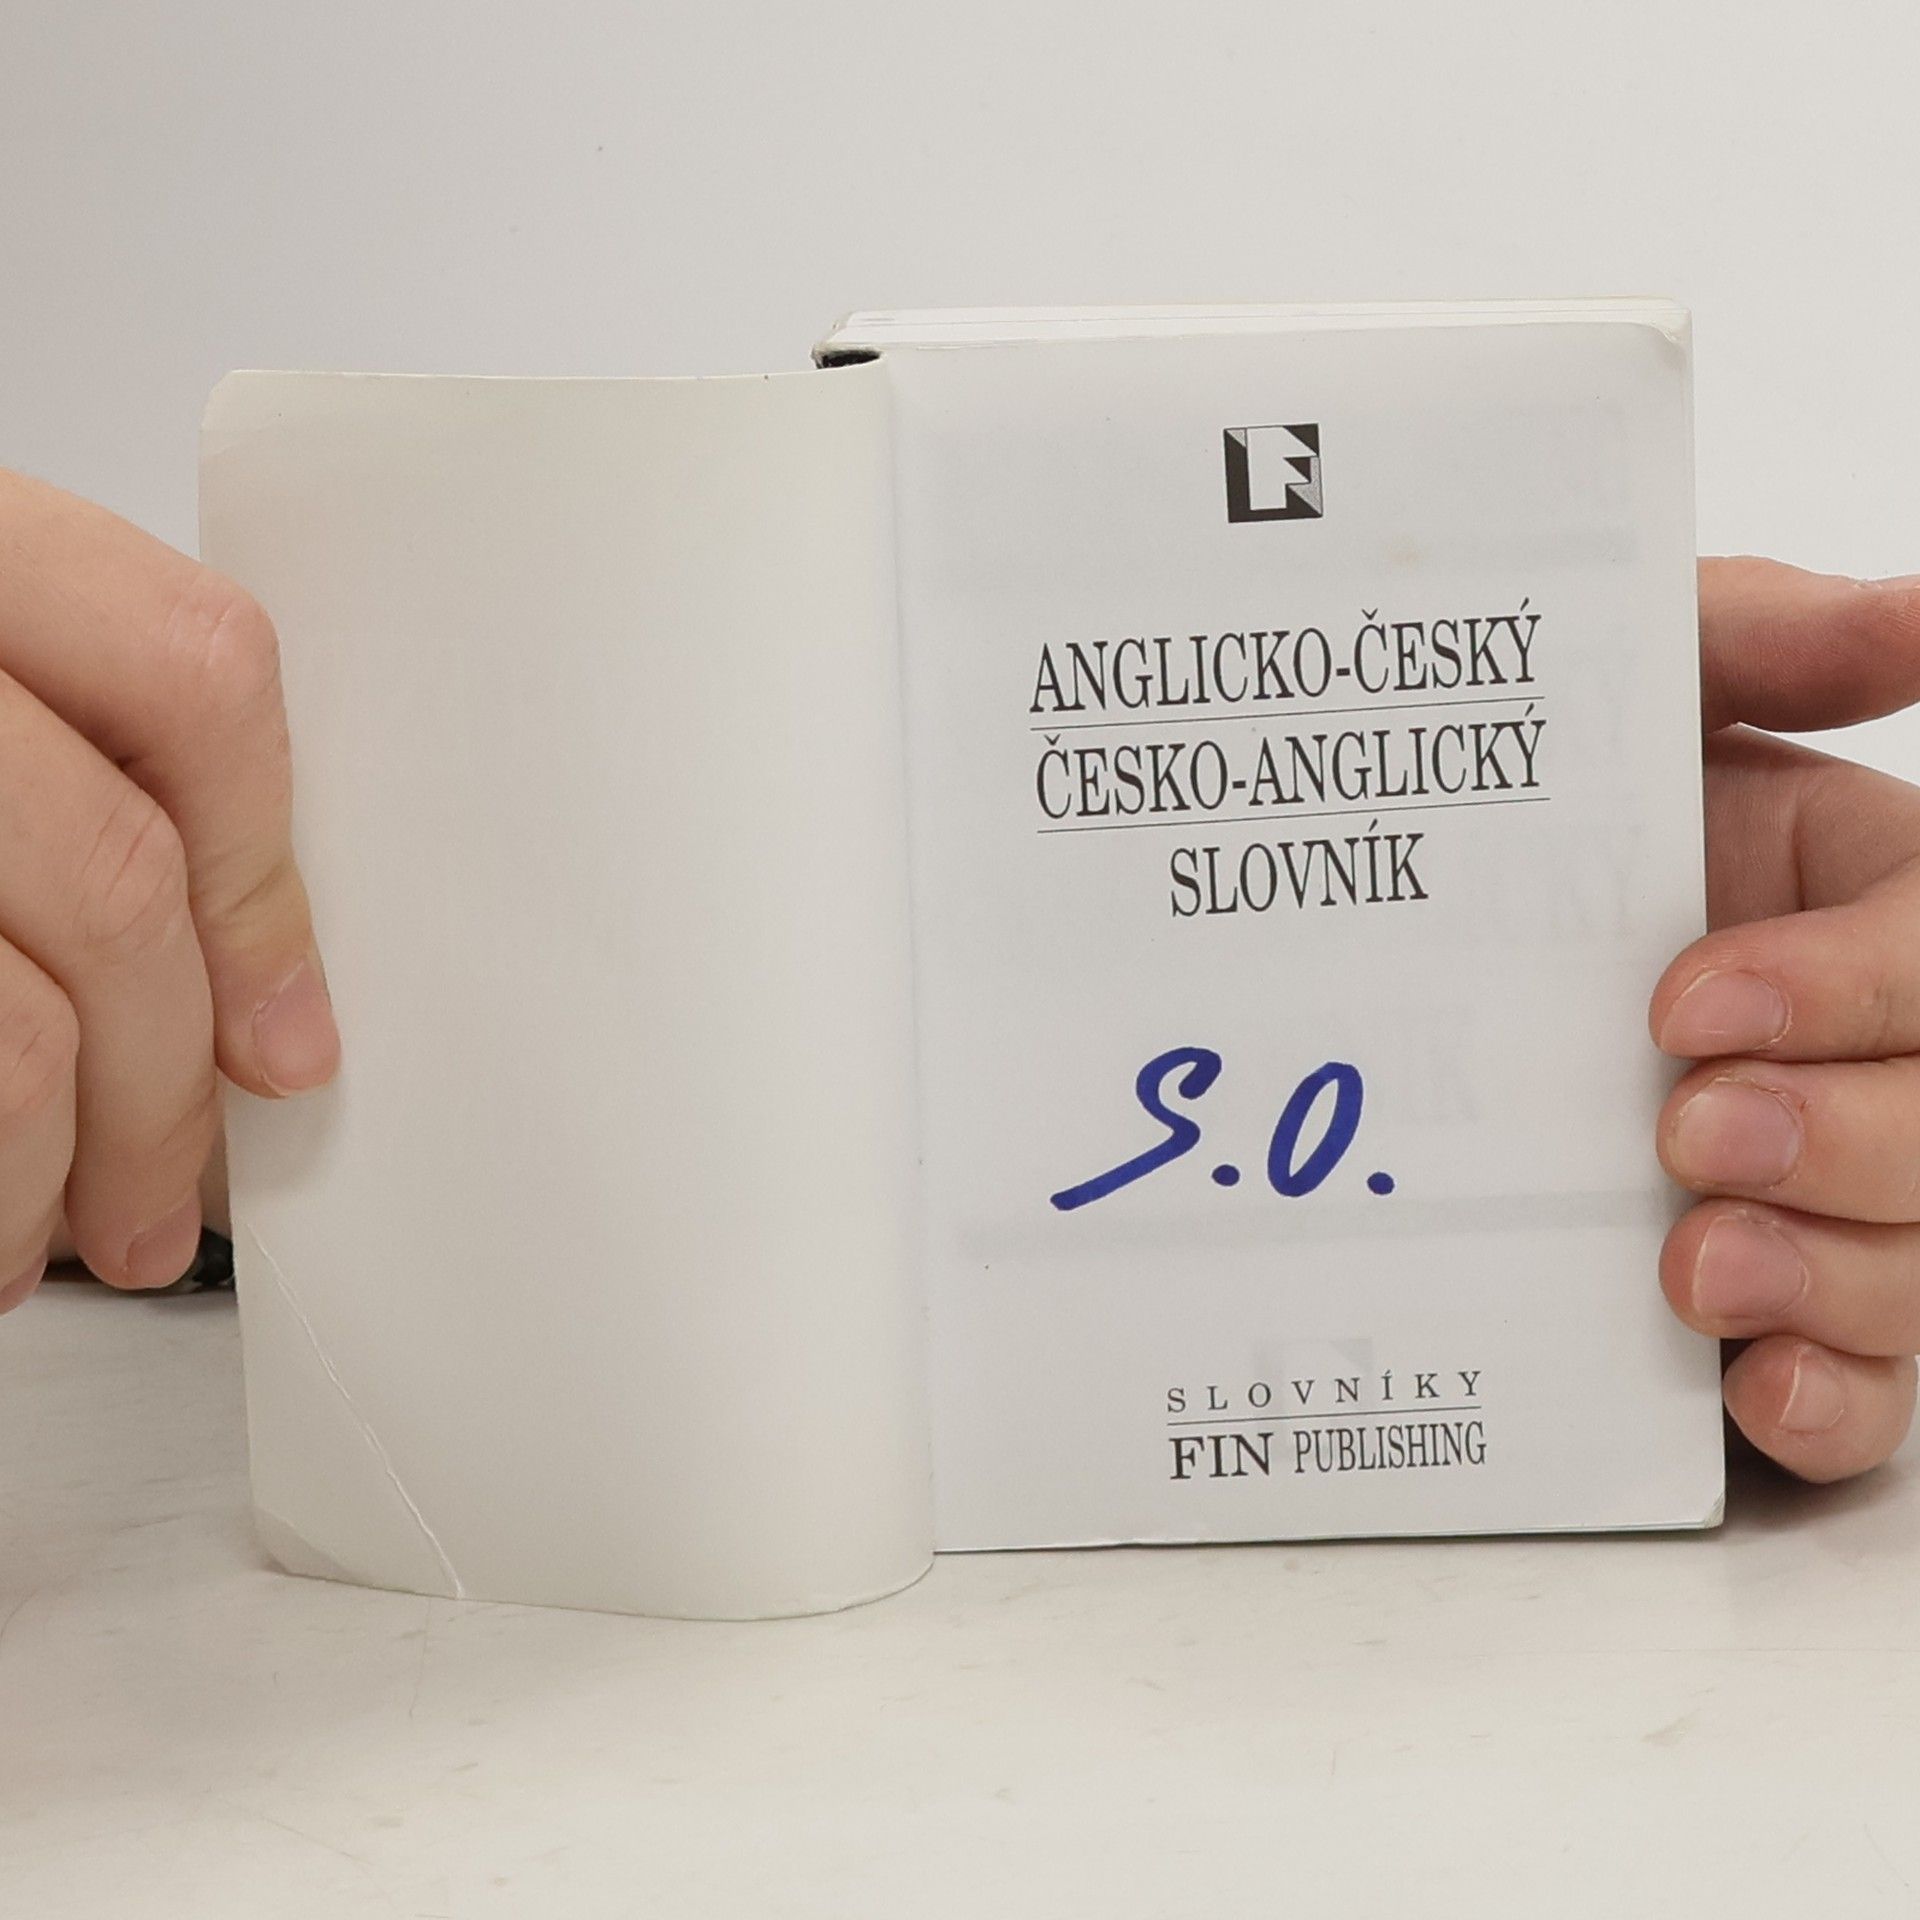 ANGLICKO-ČESKÝ
ČESKO-ANGLICKÝ
SLOVNÍK
S.O.
SLOVNÍKY
FIN PUBLISHING